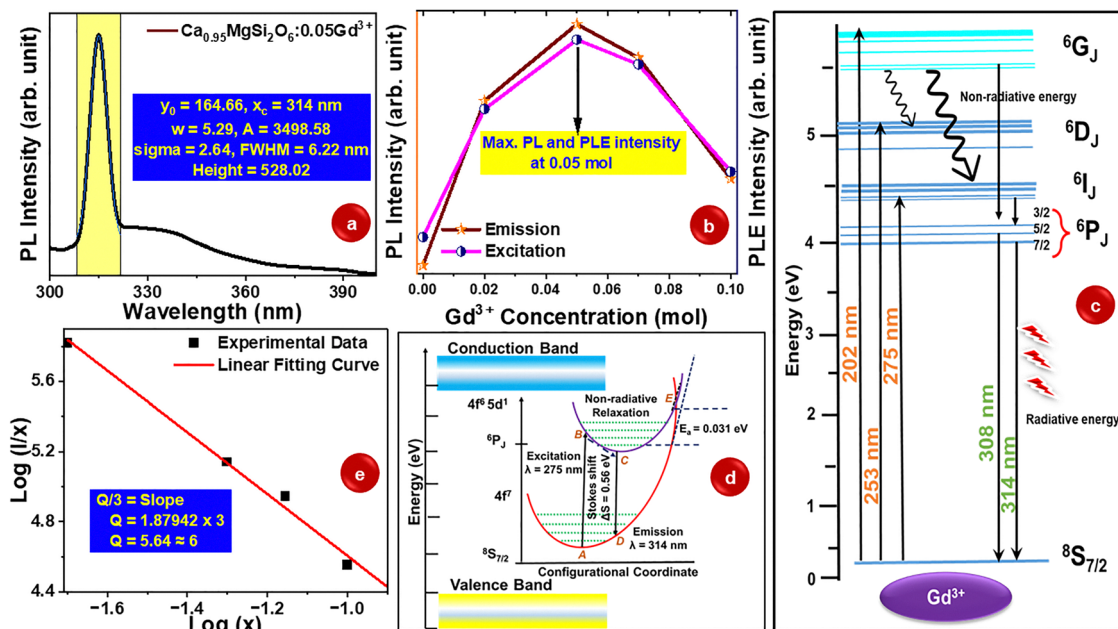 PL Intensity (arb. unit)
Ca0.95MgSi2O6:0.05Gd3+
y0 = 164.66, xc = 314 nm
w = 5.29, A = 3498.58
sigma = 2.64, FWHM = 6.22 nm
Height = 528.02
a
300 330 360 390
Wavelength (nm)
PL Intensity (arb. unit)
Max. PL and PLE intensity
at 0.05 mol
Emission
Excitation
b
0.00 0.02 0.04 0.06 0.08 0.10
Gd3+ Concentration (mol)
PLE Intensity (arb. unit)
Energy (eV)
5
4
3
2
1
0
6GJ
Non-radiative energy
6DJ
6IJ
3/2
5/2
7/2
6PJ
c
202 nm
253 nm
275 nm
308 nm
314 nm
Radiative energy
8S7/2
Gd3+
Log (I/x)
5.6
5.2
4.8
4.4
Experimental Data
Linear Fitting Curve
e
Q/3 = Slope
Q = 1.87942 x 3
Q = 5.64 ≈ 6
−1.6 −1.4 −1.2 −1.0
Log (x)
Energy (eV)
Conduction Band
4f6 5d1
Non-radiative
Relaxation
E
Ea = 0.031 eV
6PJ
B
C
Excitation
λ = 275 nm
Stokes shift
ΔS = 0.56 eV
d
4f7
Emission
λ = 314 nm
8S7/2
A
D
Configurational Coordinate
Valence Band